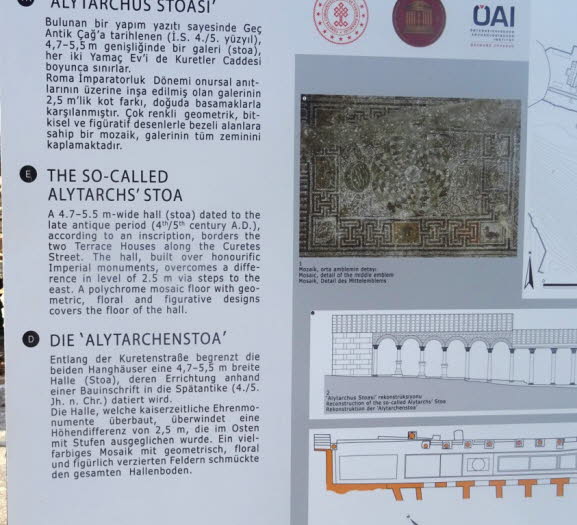 ALYTARCHUS STOASI’
Bulunan bir yapım yazıtı sayesinde Geç
Antik Çağ’a tarihlenen (İ.S. 4./5. yüzyıl),
4,7–5,5 m genişliğinde bir galeri (stoa),
her iki Yamaç Ev’i de Kuretler Caddesi
boyunca sınırlar.
Roma İmparatorluk Dönemi onursal anıt-
larının üzerine inşa edilmiş olan galerinin
2,5 m’lik kot farkı, doğuda basamaklarla
karşılanmıştır. Çok renkli geometrik, bit-
kisel ve figüratif desenlerle bezeli alanlara
sahip bir mozaik, galerinin tüm zeminini
kaplamaktadır.
E
THE SO-CALLED
ALYTARCHS’ STOA
A 4.7–5.5 m-wide hall (stoa) dated to the
late antique period (4th/5th century A.D.),
according to an inscription, borders the
two Terrace Houses along the Curetes
Street. The hall, built over honourific
Imperial monuments, overcomes a diffe-
rence in level of 2.5 m via steps to the
east. A polychrome mosaic floor with geo-
metric, floral and figurative designs
covers the floor of the hall.
D
DIE ‘ALYTARCHENSTOA’
Entlang der Kuretenstraße begrenzt die
beiden Hanghäuser eine 4,7–5,5 m breite
Halle (Stoa), deren Errichtung anhand
einer Bauinschrift in die Spätantike (4./5.
Jh. n. Chr.) datiert wird.
Die Halle, welche kaiserzeitliche Ehrenmo-
numente überbaut, überwindet eine
Höhendifferenz von 2,5 m, die im Osten
mit Stufen ausgeglichen wurde. Ein viel-
farbiges Mosaik mit geometrisch, floral
und figürlich verzierten Feldern schmückte
den gesamten Hallenboden.
ÖAI
1
Mozaik, orta amblemin detayı
Mosaic, detail of the middle emblem
Mosaik, Detail des Mittelemblems
2
‘Alytarchus Stoası’ rekonstrüksiyonu
Reconstruction of the so-called Alytarchs’ Stoa
Rekonstruktion der ‘Alytarchenstoa’